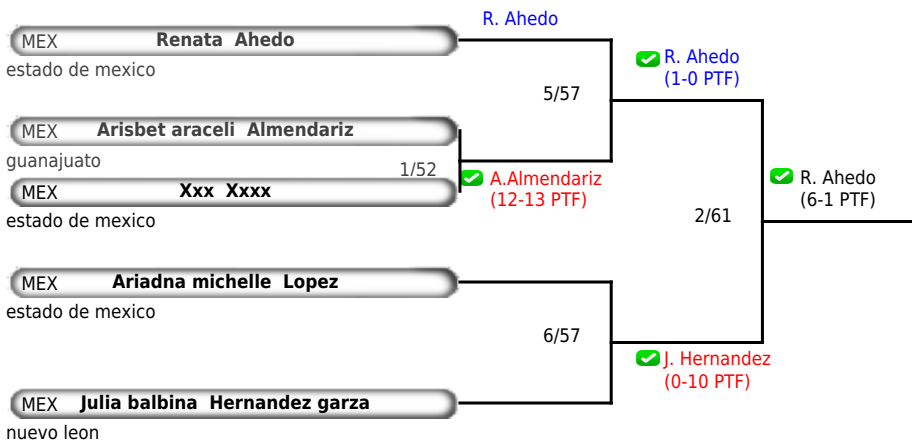 R. Ahedo
MEX Renata Ahedo
estado de mexico
R. Ahedo
(1-0 PTF)
5/57
MEX Arisbet araceli Almendariz
guanajuato
1/52
A.Almendariz
(12-13 PTF)
MEX Xxx Xxxx
estado de mexico
R. Ahedo
(6-1 PTF)
2/61
MEX Ariadna michelle Lopez
estado de mexico
6/57
J. Hernandez
(0-10 PTF)
MEX Julia balbina Hernandez garza
nuevo leon